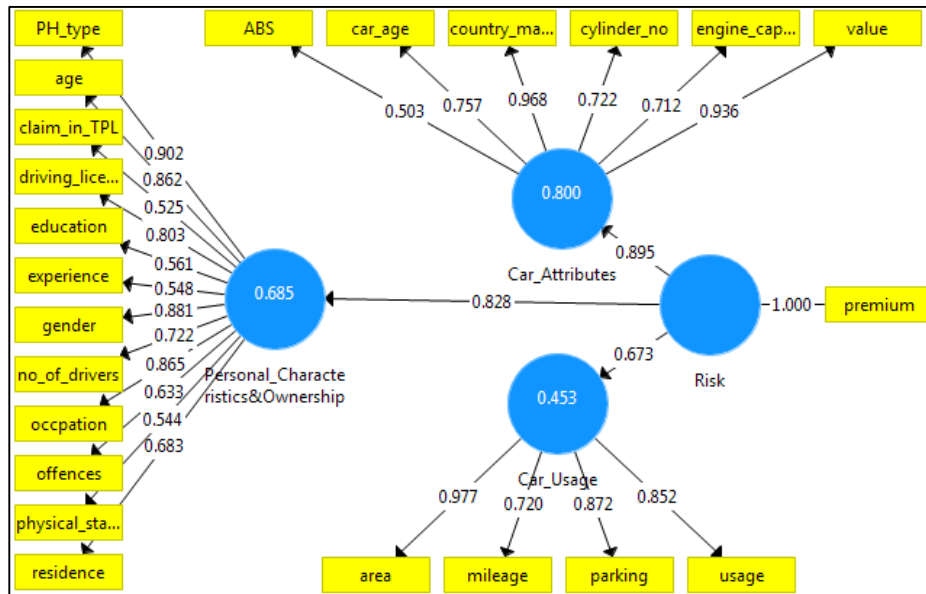 PH_type
ABS
car_age
country_ma...
cylinder_no
engine_cap...
value
age
claim_in_TPL
driving_lice...
education
experience
gender
no_of_drivers
occpation
offences
physical_sta...
residence
0.902
0.862
0.525
0.803
0.561
0.548
0.881
0.722
0.865
0.633
0.544
0.683
0.503
0.757
0.968
0.722
0.712
0.936
0.800
Car_Attributes
0.895
0.685
Personal_Characte
ristics&Ownership
0.828
1.000
premium
Risk
0.673
0.453
Car_Usage
0.977
0.720
0.872
0.852
area
mileage
parking
usage